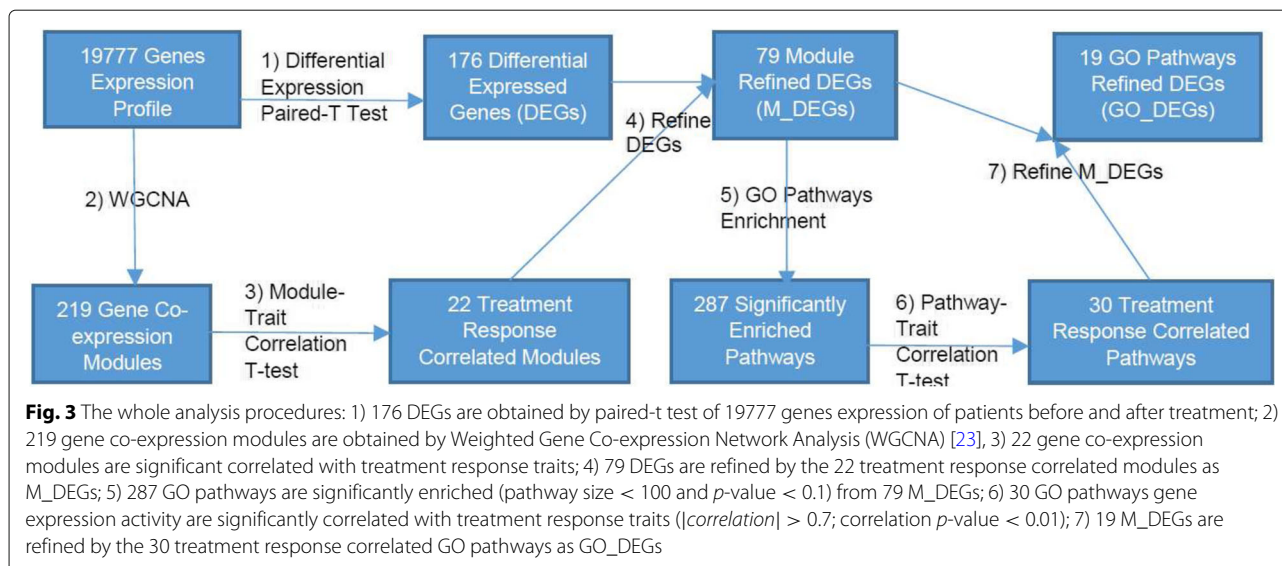 19777 Genes
Expression
Profile
1) Differential
Expression
Paired-T Test
176 Differential
Expressed
Genes (DEGs)
79 Module
Refined DEGs
(M_DEGs)
19 GO Pathways
Refined DEGs
(GO_DEGs)
4) Refine
DEGs
7) Refine M_DEGs
2) WGCNA
5) GO Pathways
Enrichment
219 Gene Co-
expression
Modules
3) Module-
Trait
Correlation
T-test
22 Treatment
Response
Correlated Modules
287 Significantly
Enriched
Pathways
6) Pathway-
Trait
Correlation
T-test
30 Treatment
Response Correlated
Pathways
Fig. 3 The whole analysis procedures: 1) 176 DEGs are obtained by paired-t test of 19777 genes expression of patients before and after treatment; 2)
219 gene co-expression modules are obtained by Weighted Gene Co-expression Network Analysis (WGCNA) [23], 3) 22 gene co-expression
modules are significant correlated with treatment response traits; 4) 79 DEGs are refined by the 22 treatment response correlated modules as
M_DEGs; 5) 287 GO pathways are significantly enriched (pathway size < 100 and p-value < 0.1) from 79 M_DEGs; 6) 30 GO pathways gene
expression activity are significantly correlated with treatment response traits (|correlation| > 0.7; correlation p-value < 0.01); 7) 19 M_DEGs are
refined by the 30 treatment response correlated GO pathways as GO_DEGs